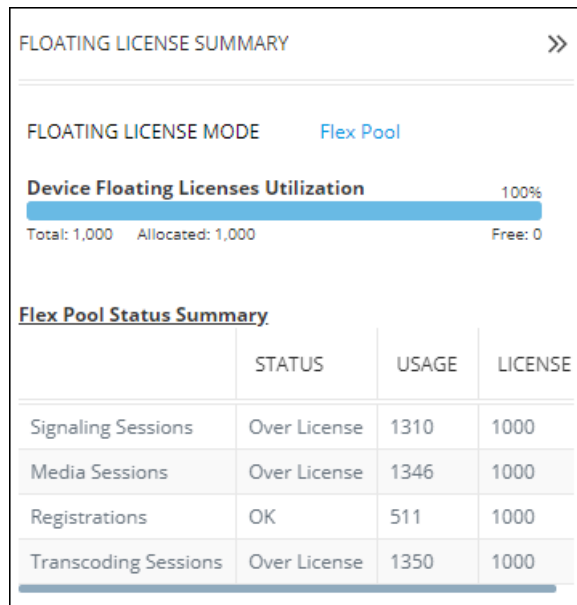 FLOATING LICENSE SUMMARY »
FLOATING LICENSE MODE Flex Pool
Device Floating Licenses Utilization 100%
Total: 1,000 Allocated: 1,000 Free: 0
Flex Pool Status Summary
STATUS USAGE LICENSE
Signaling Sessions Over License 1310 1000
Media Sessions Over License 1346 1000
Registrations OK 511 1000
Transcoding Sessions Over License 1350 1000